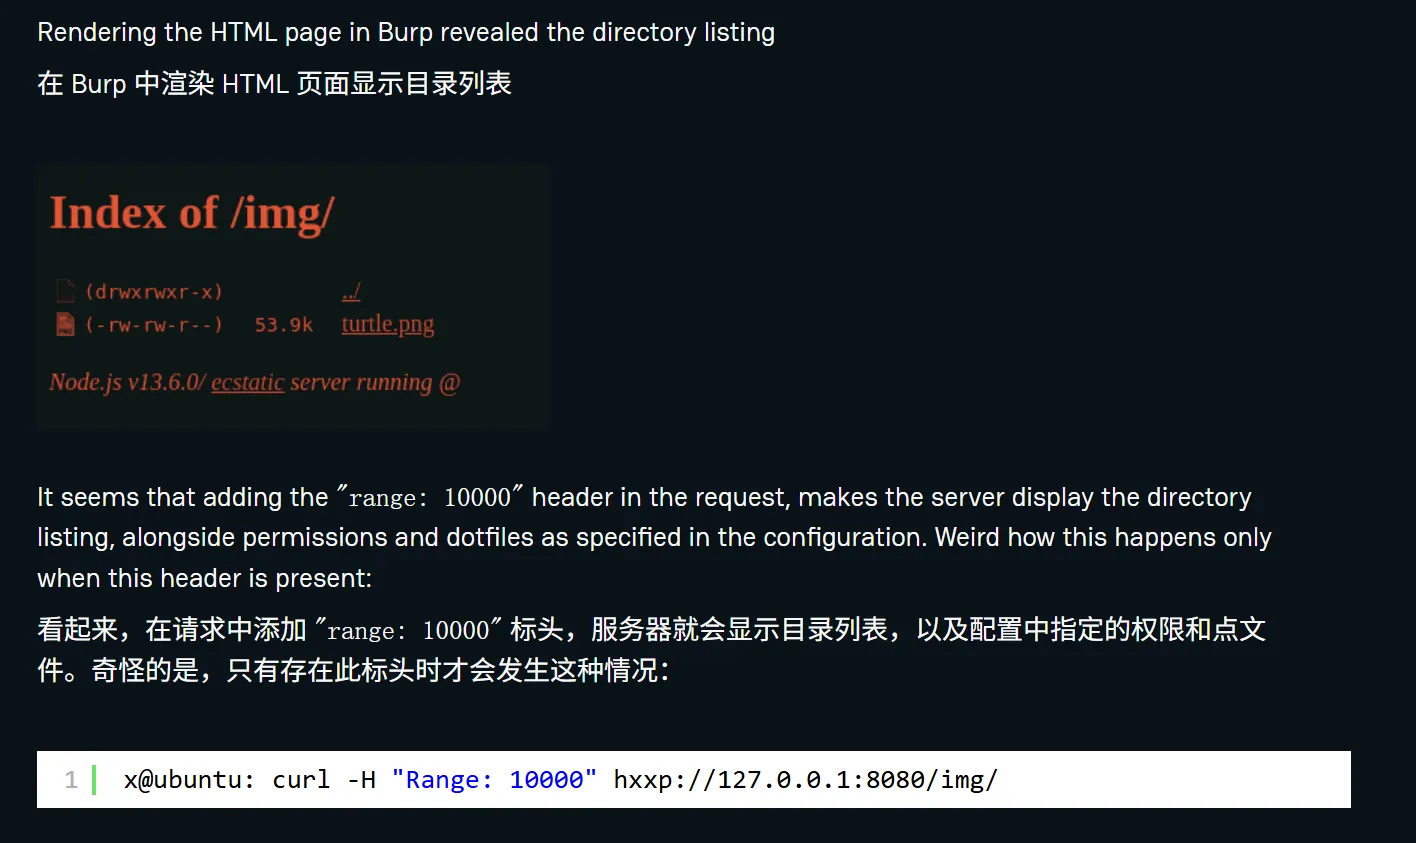 Rendering the HTML page in Burp revealed the directory listing
在 Burp 中渲染 HTML 页面显示目录列表
Index of /img/
(drwxrwxr-x) ../
(-rw-rw-r--) 53.9k turtle.png
Node.js v13.6.0/ ecstatic server running @
It seems that adding the "range: 10000" header in the request, makes the server display the directory
listing, alongside permissions and dotfiles as specified in the configuration. Weird how this happens only
when this header is present:
看起来，在请求中添加 "range: 10000" 标头，服务器就会显示目录列表，以及配置中指定的权限和点文
件。奇怪的是，只有存在此标头时才会发生这种情况：
1 x@ubuntu: curl -H "Range: 10000" hxxp://127.0.0.1:8080/img/